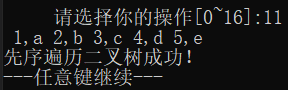 请选择你的操作[0~16]:11
1,a 2,b 3,c 4,d 5,e
先序遍历二叉树成功!
---任意键继续---